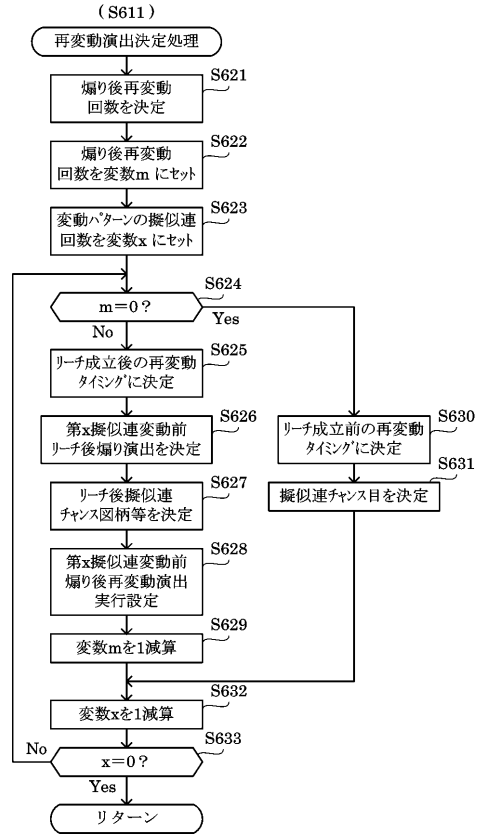 (S611)
再変動演出決定処理
S621
煽り後再変動
回数を決定
S622
煽り後再変動
回数を変数m にセット
S623
変動パターンの擬似連
回数を変数x にセット
S624
m=0?
Yes
No
S625
リーチ成立後の再変動
タイミングに決定
S626
第x擬似連変動前
リーチ後煽り演出を決定
S630
リーチ成立前の再変動
タイミングに決定
S627
リーチ後擬似連
チャンス図柄等を決定
S631
擬似連チャンス目を決定
S628
第x擬似連変動前
煽り後再変動演出
実行設定
S629
変数mを1減算
S632
変数xを1減算
S633
No
x=0?
Yes
リターン